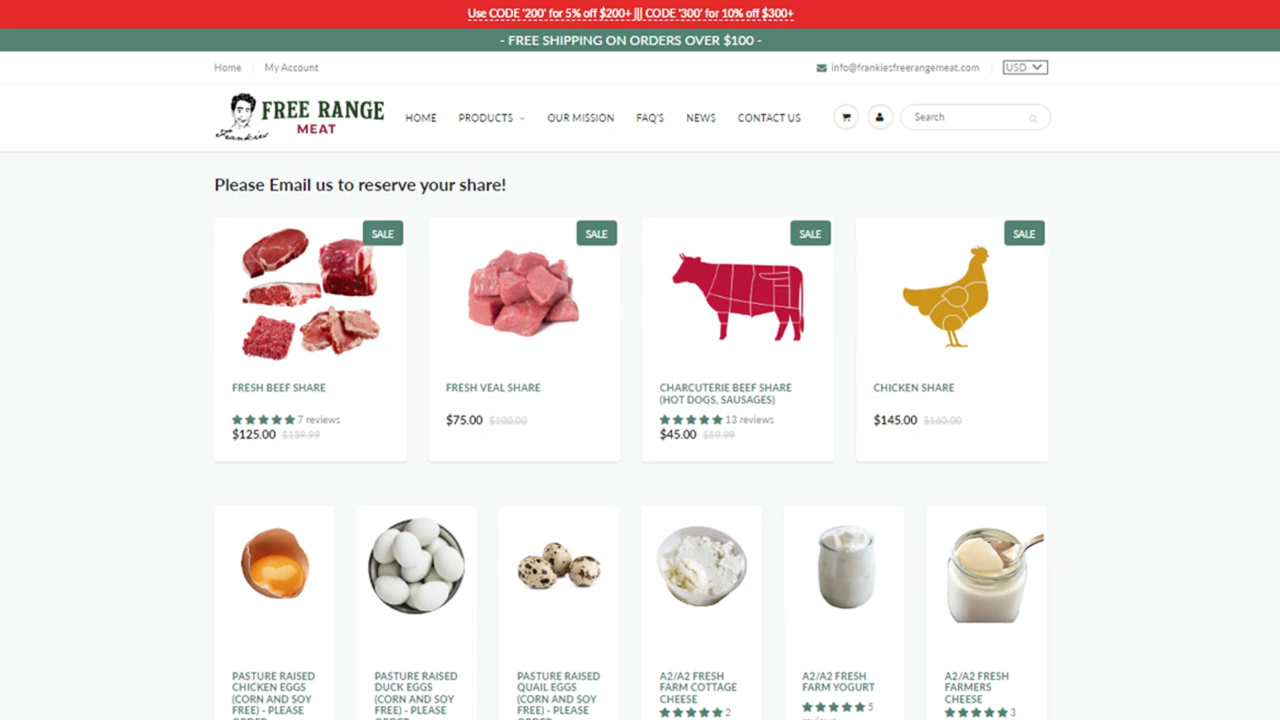 Use CODE '200' for 5% off $200+ ||| CODE '300' for 10% off $300+
- FREE SHIPPING ON ORDERS OVER $100 -
Home My Account info@frankiesfreerangemeat.com USD
Frankies FREE RANGE MEAT
HOME PRODUCTS OUR MISSION FAQ'S NEWS CONTACT US Search
Please Email us to reserve your share!
SALE SALE SALE SALE
FRESH BEEF SHARE
7 reviews
$125.00 $159.99
FRESH VEAL SHARE
$75.00 $100.00
CHARCUTERIE BEEF SHARE
(HOT DOGS, SAUSAGES)
13 reviews
$45.00 $59.99
CHICKEN SHARE
$145.00 $160.00
PASTURE RAISED
CHICKEN EGGS
(CORN AND SOY
FREE) - PLEASE
ORDER
PASTURE RAISED
DUCK EGGS
(CORN AND SOY
FREE) - PLEASE
ORDER
PASTURE RAISED
QUAIL EGGS
(CORN AND SOY
FREE) - PLEASE
ORDER
A2/A2 FRESH
FARM COTTAGE
CHEESE
2
A2/A2 FRESH
FARM YOGURT
5
reviews
A2/A2 FRESH
FARMERS
CHEESE
3